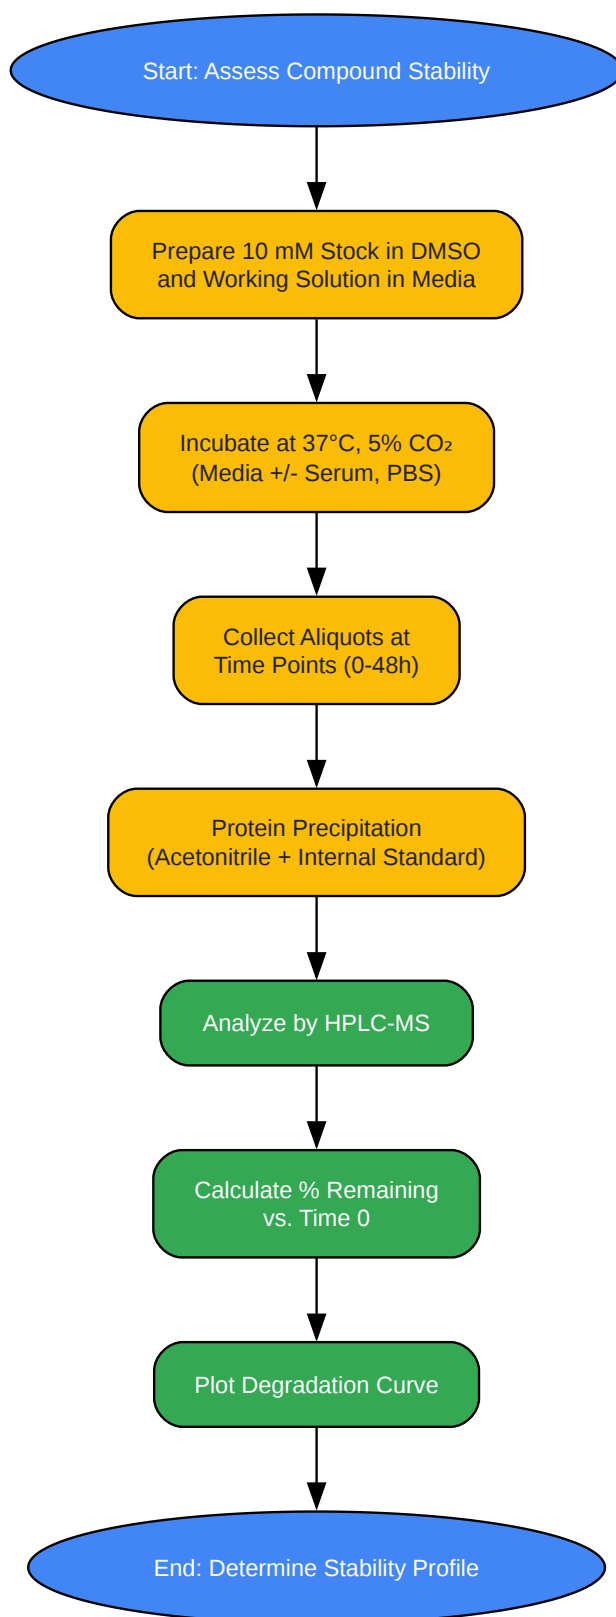 Start: Assess Compound Stability
Prepare 10 mM Stock in DMSO
and Working Solution in Media
Incubate at 37°C, 5% CO₂
(Media +/- Serum, PBS)
Collect Aliquots at
Time Points (0-48h)
Protein Precipitation
(Acetonitrile + Internal Standard)
Analyze by HPLC-MS
Calculate % Remaining
vs. Time 0
Plot Degradation Curve
End: Determine Stability Profile